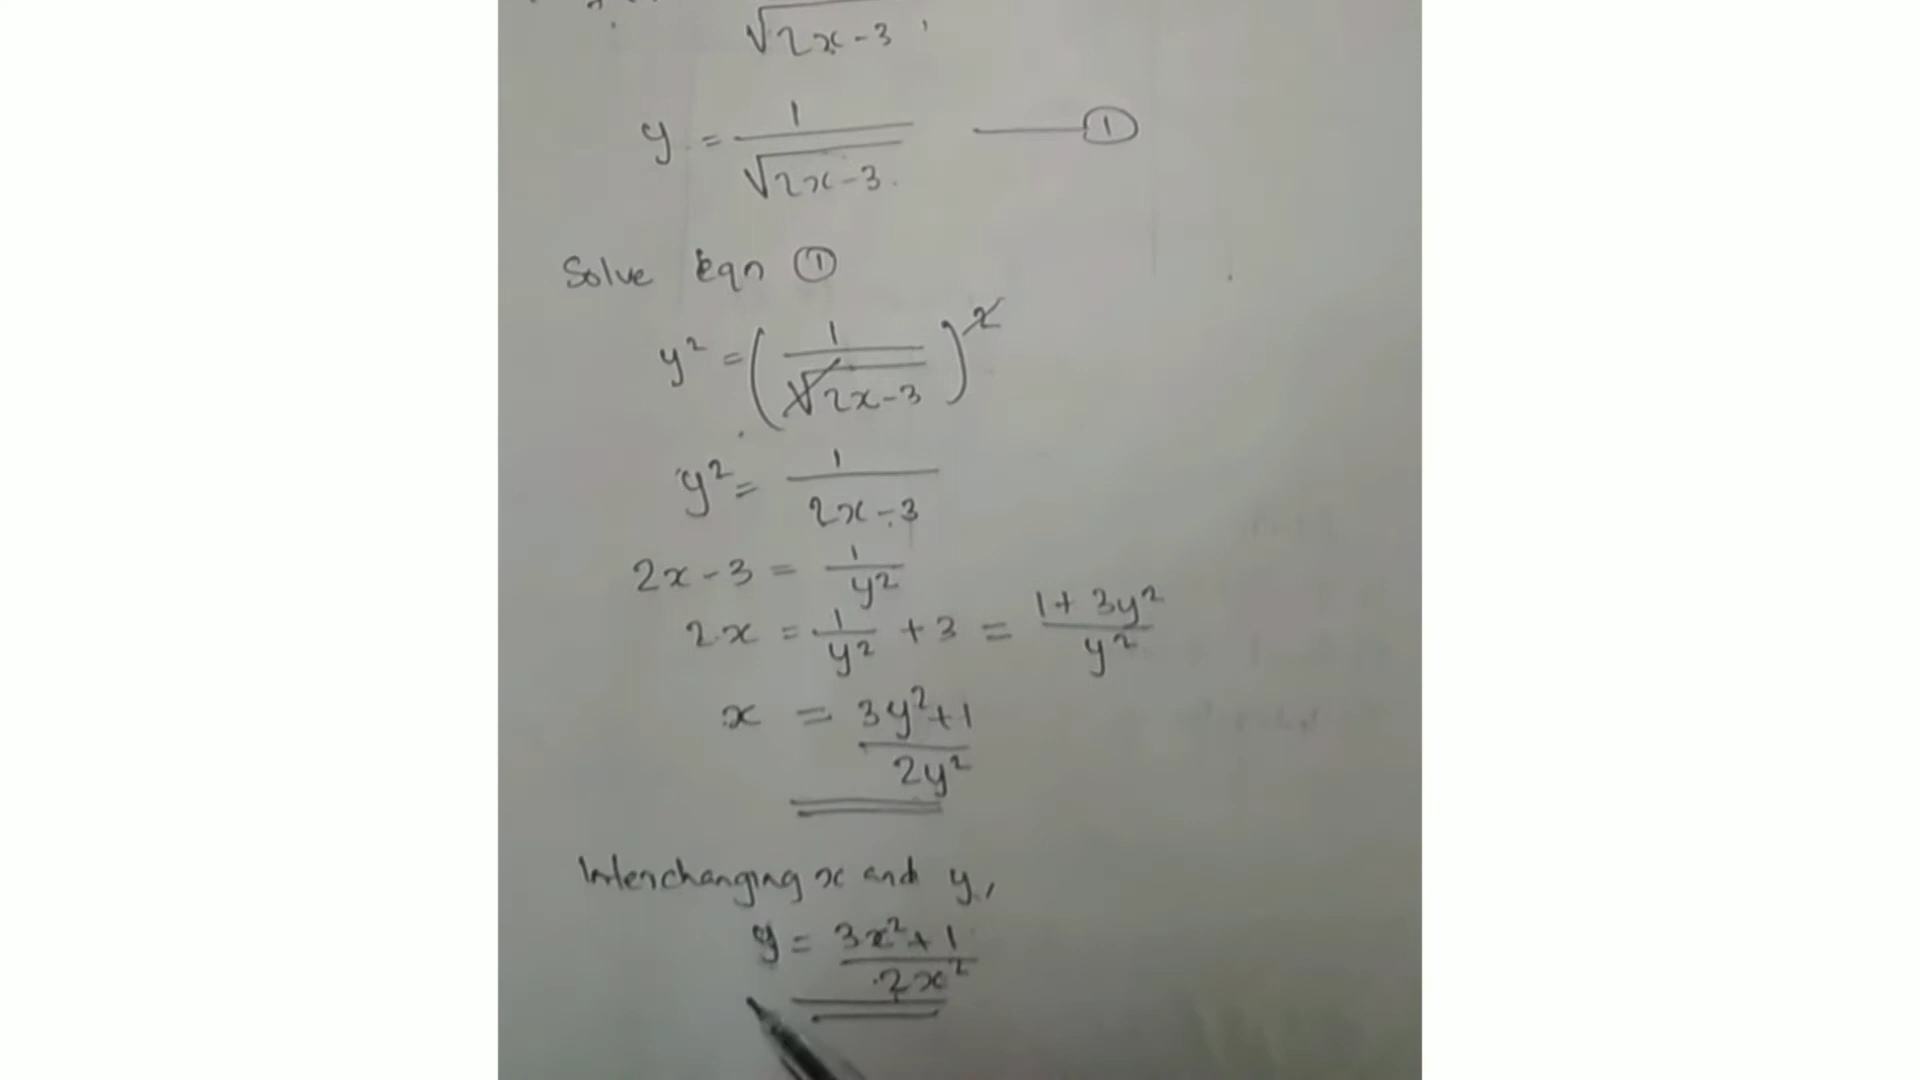 √2x-3
y = 1/√2x-3 —— ①
Solve Eqn ①
y² = (1/√2x-3)²
y² = 1/2x-3
2x-3 = 1/y²
2x = 1/y² + 3 = 1+3y²/y²
x = 3y²+1/2y²
Interchanging x and y,
y = 3x²+1/2x²